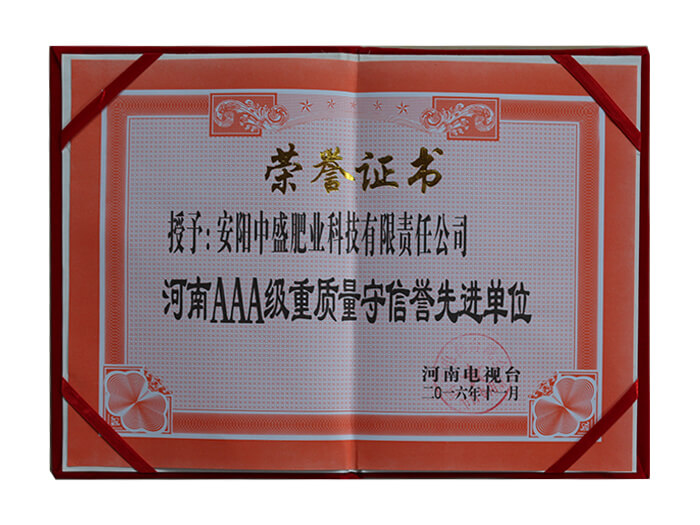 荣誉证书
授予：安阳中盛肥业科技有限责任公司
河南AAA级重质量守信誉先进单位
河南电视台
二〇一六年十一月